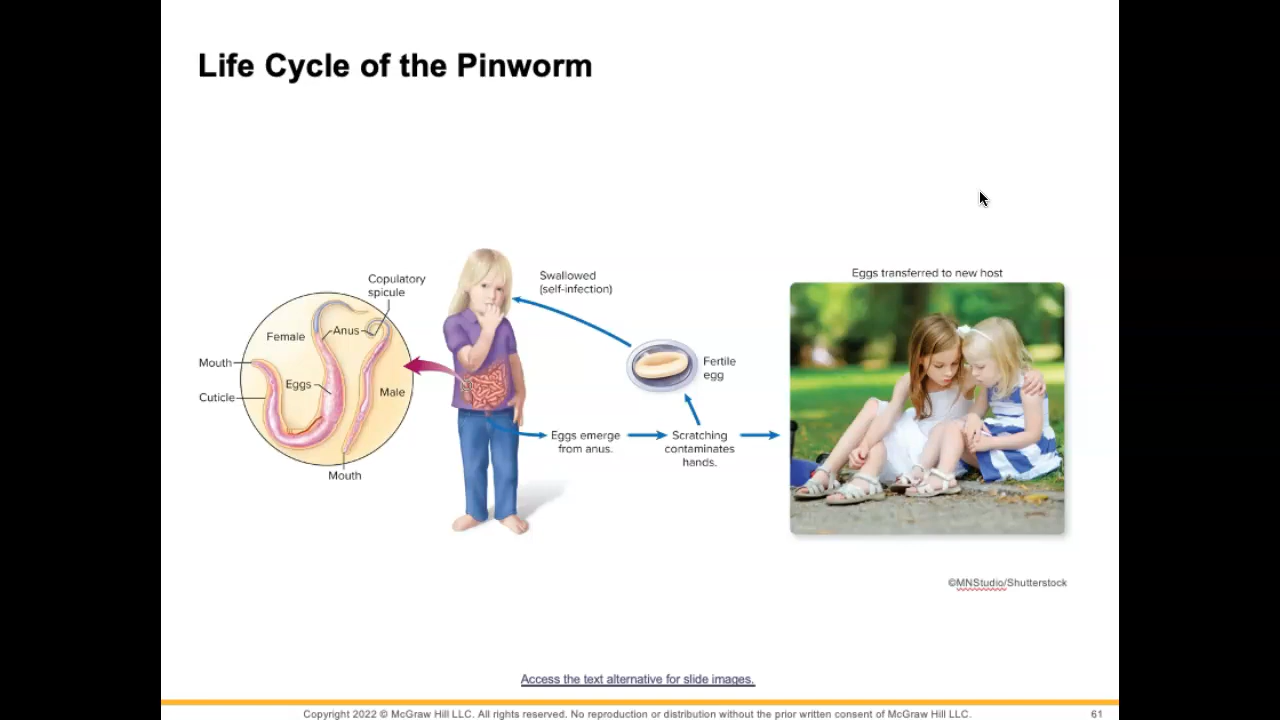 Life Cycle of the Pinworm
Copulatory
spicule
Female
Anus
Mouth
Eggs
Cuticle
Male
Mouth
Swallowed
(self-infection)
Fertile
egg
Eggs emerge
from anus.
Scratching
contaminates
hands.
Eggs transferred to new host
©MNStudio/Shutterstock
Access the text alternative for slide images.
Copyright 2022 © McGraw Hill LLC. All rights reserved. No reproduction or distribution without the prior written consent of McGraw Hill LLC.
61